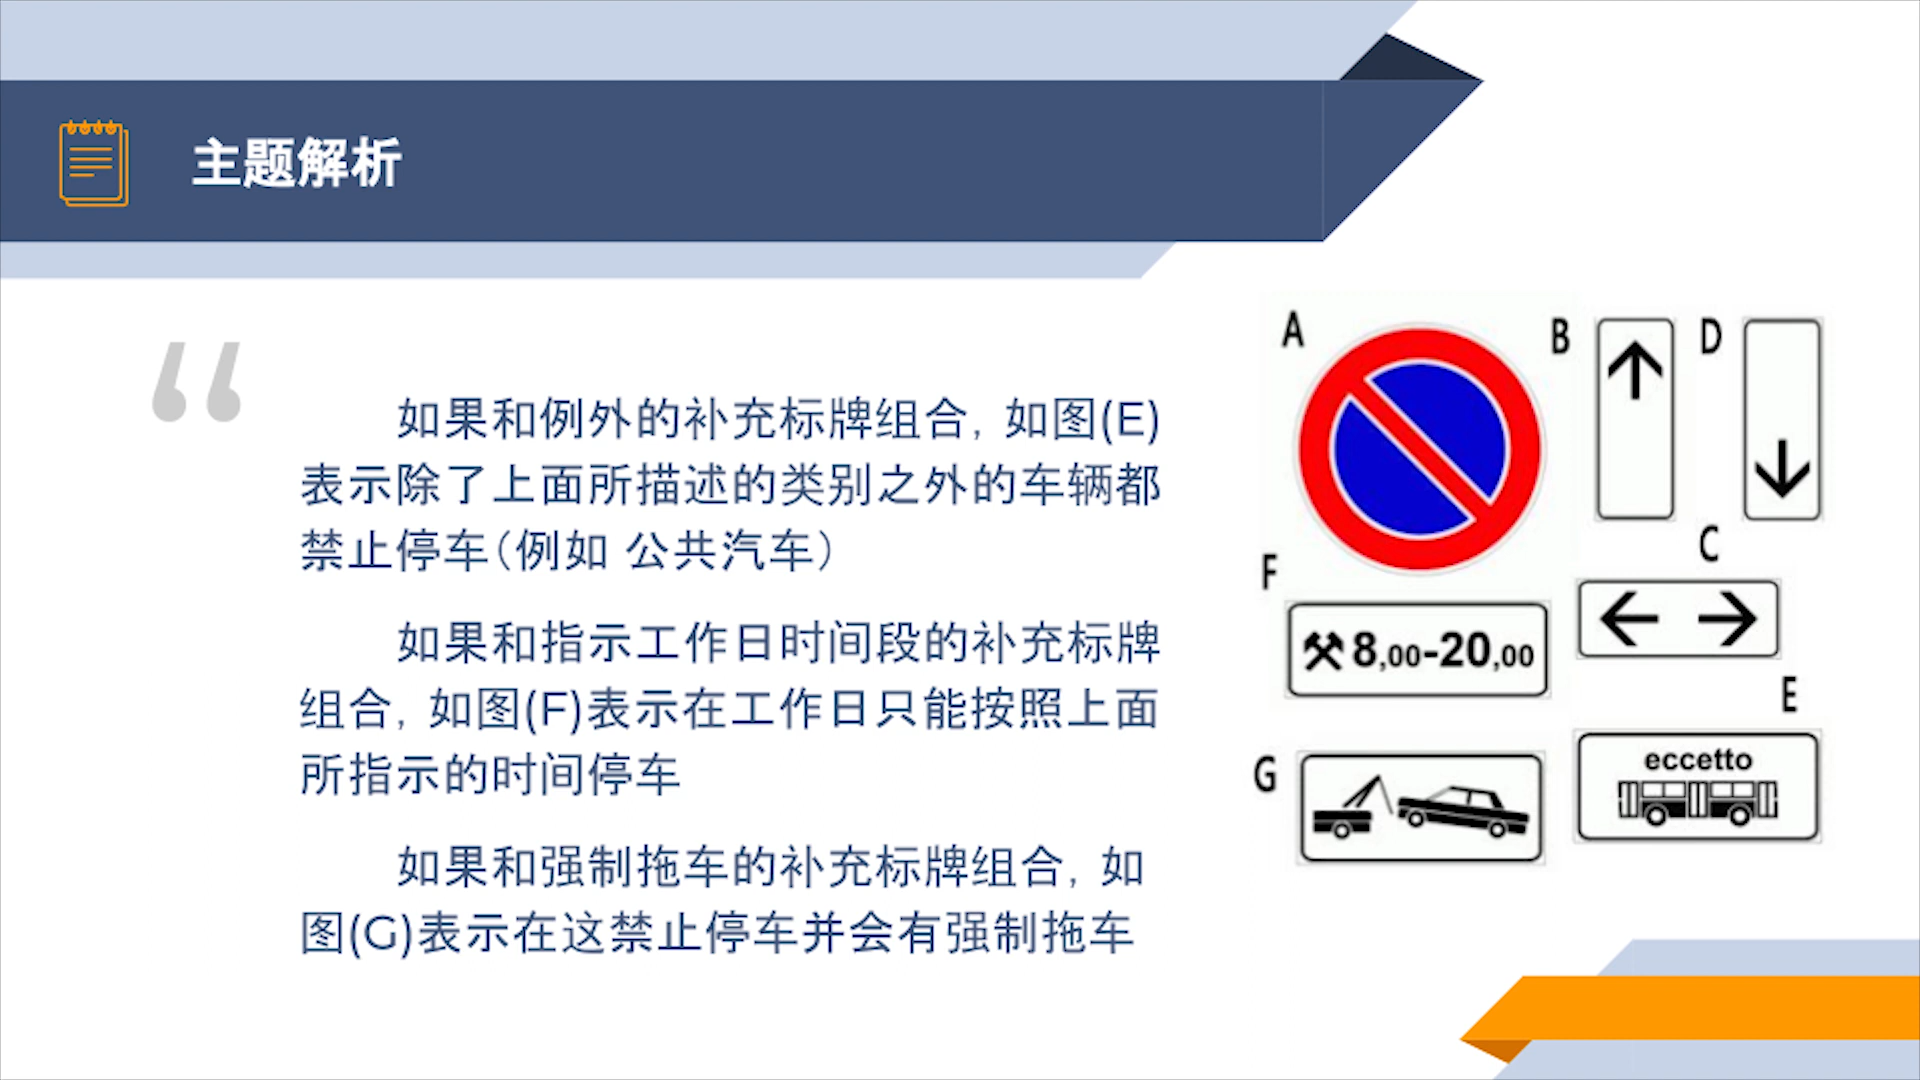 主题解析
如果和例外的补充标牌组合, 如图(E)
表示除了上面所描述的类别之外的车辆都
禁止停车(例如 公共汽车)
如果和指示工作日时间段的补充标牌
组合, 如图(F)表示在工作日只能按照上面
所指示的时间停车
如果和强制拖车的补充标牌组合, 如
图(G)表示在这禁止停车并会有强制拖车
A
B
D
C
F
8,00-20,00
E
G
eccetto